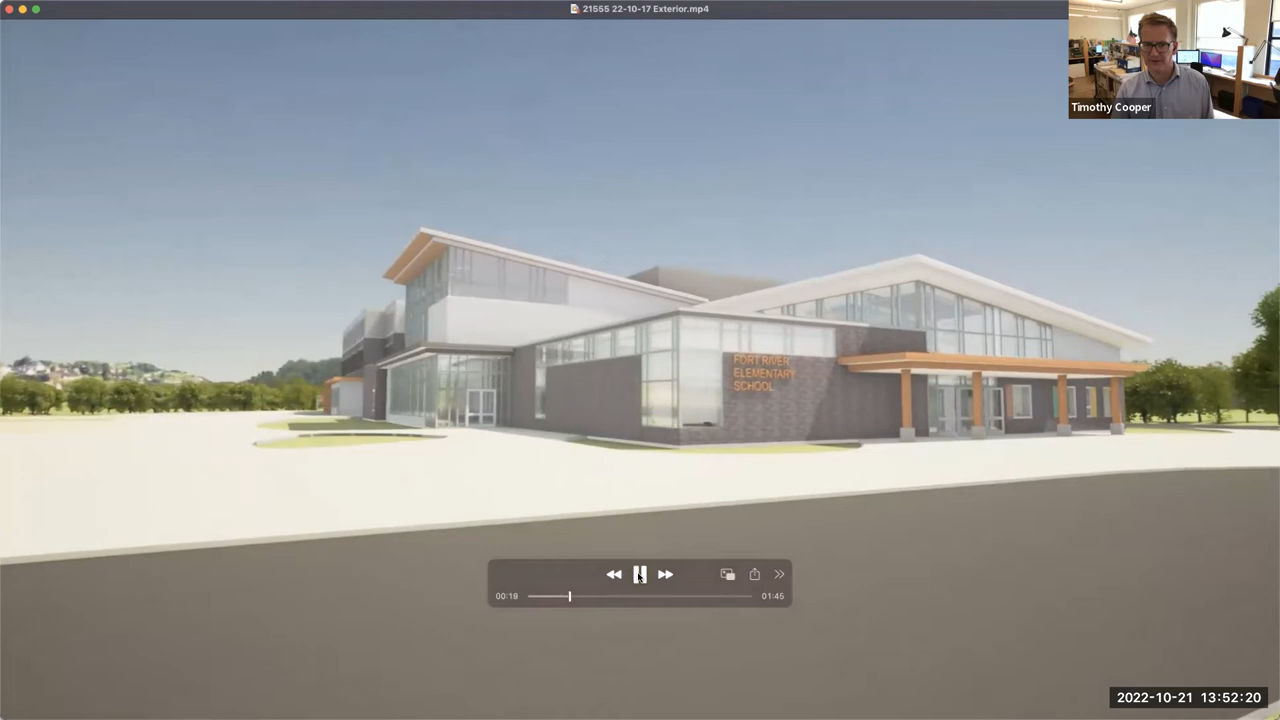 21555 22-10-17 Exterior.mp4
Timothy Cooper
FORT RIVER
ELEMENTARY
SCHOOL
00:18
01:45
2022-10-21 13:52:20